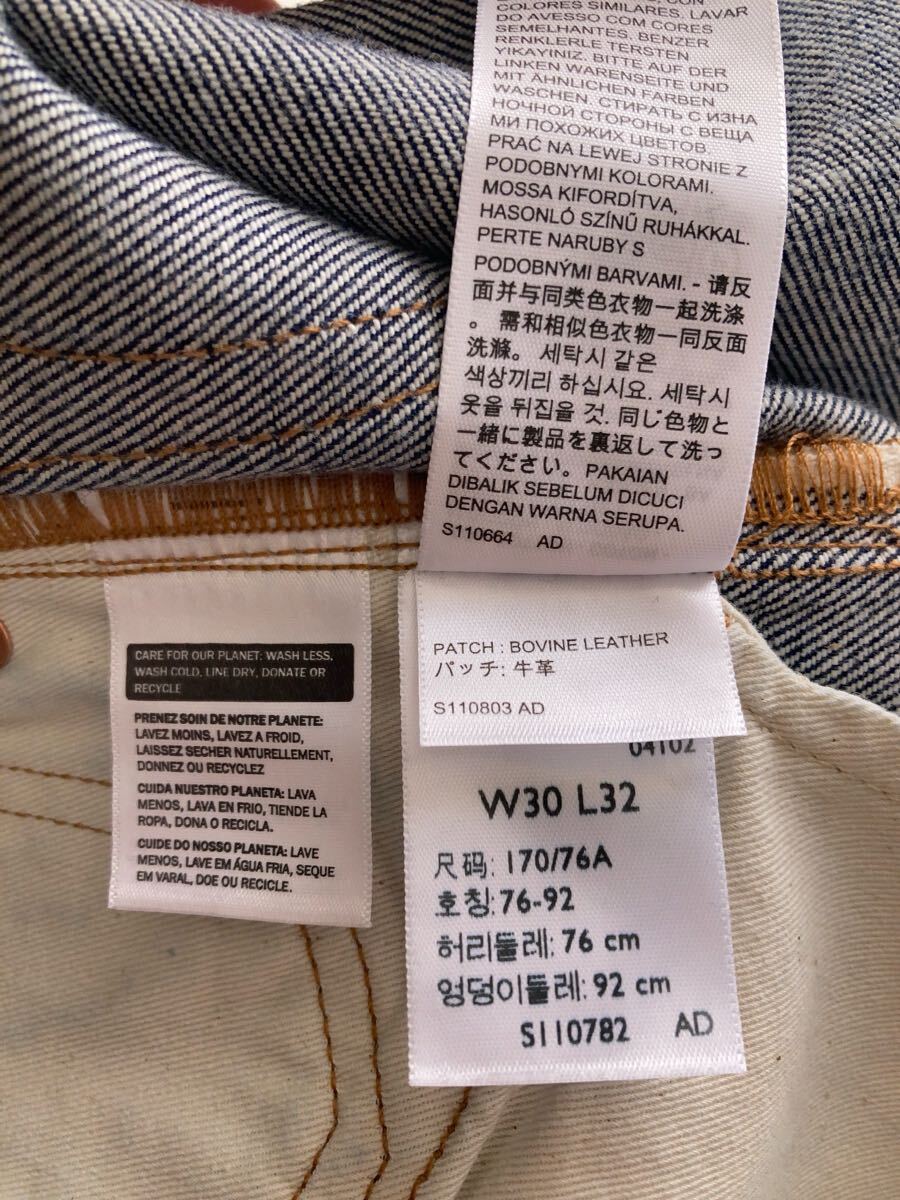 COLORES SIMILARES, LAVAR
DO AVESSO COM CORES
SEMELHANTES, BENZER
RENKLERLE TERSTEN
YIKAYINIZ. BITTE AUF DER
LINKEN WARENSEITE UND
MIT ÄHNLICHEN FARBEN
WASCHEN. СТИРАТЬ С ИЗНА
НОЧНОЙ СТОРОНЫ С ВЕЩА
МИ ПОХОЖИХ ЦВЕТОВ
PRAĆ NA LEWEJ STRONIE Z
PODOBNYMI KOLORAMI.
MOSSA KIFORDÍTVA,
HASONLÓ SZÍNŰ RUHÁKKAL.
PERTE NARUBY S
PODOBNÝMI BARVAMI. - 请反
面并与同类色衣物一起洗涤
。 需和相似色衣物一同反面
洗滌。 세탁시 같은
색상끼리 하십시요. 세탁시
옷을 뒤집을 것. 同じ色物と
一緒に製品を裏返して洗っ
てください。PAKAIAN
DIBALIK SEBELUM DICUCI
DENGAN WARNA SERUPA.
S110664 AD
PATCH : BOVINE LEATHER
パッチ: 牛革
S110803 AD
CARE FOR OUR PLANET: WASH LESS,
WASH COLD, LINE DRY, DONATE OR
RECYCLE
PRENEZ SOIN DE NOTRE PLANETE:
LAVEZ MOINS, LAVEZ A FROID,
LAISSEZ SECHER NATURELLEMENT,
DONNEZ OU RECYCLEZ
CUIDA NUESTRO PLANETA: LAVA
MENOS, LAVA EN FRIO, TIENDE LA
ROPA, DONA O RECICLA.
CUIDE DO NOSSO PLANETA: LAVE
MENOS, LAVE EM ÁGUA FRIA, SEQUE
EM VARAL, DOE OU RECICLE.
04102
W30 L32
尺码: 170/76A
호칭: 76-92
허리둘레: 76 cm
엉덩이둘레: 92 cm
S110782 AD